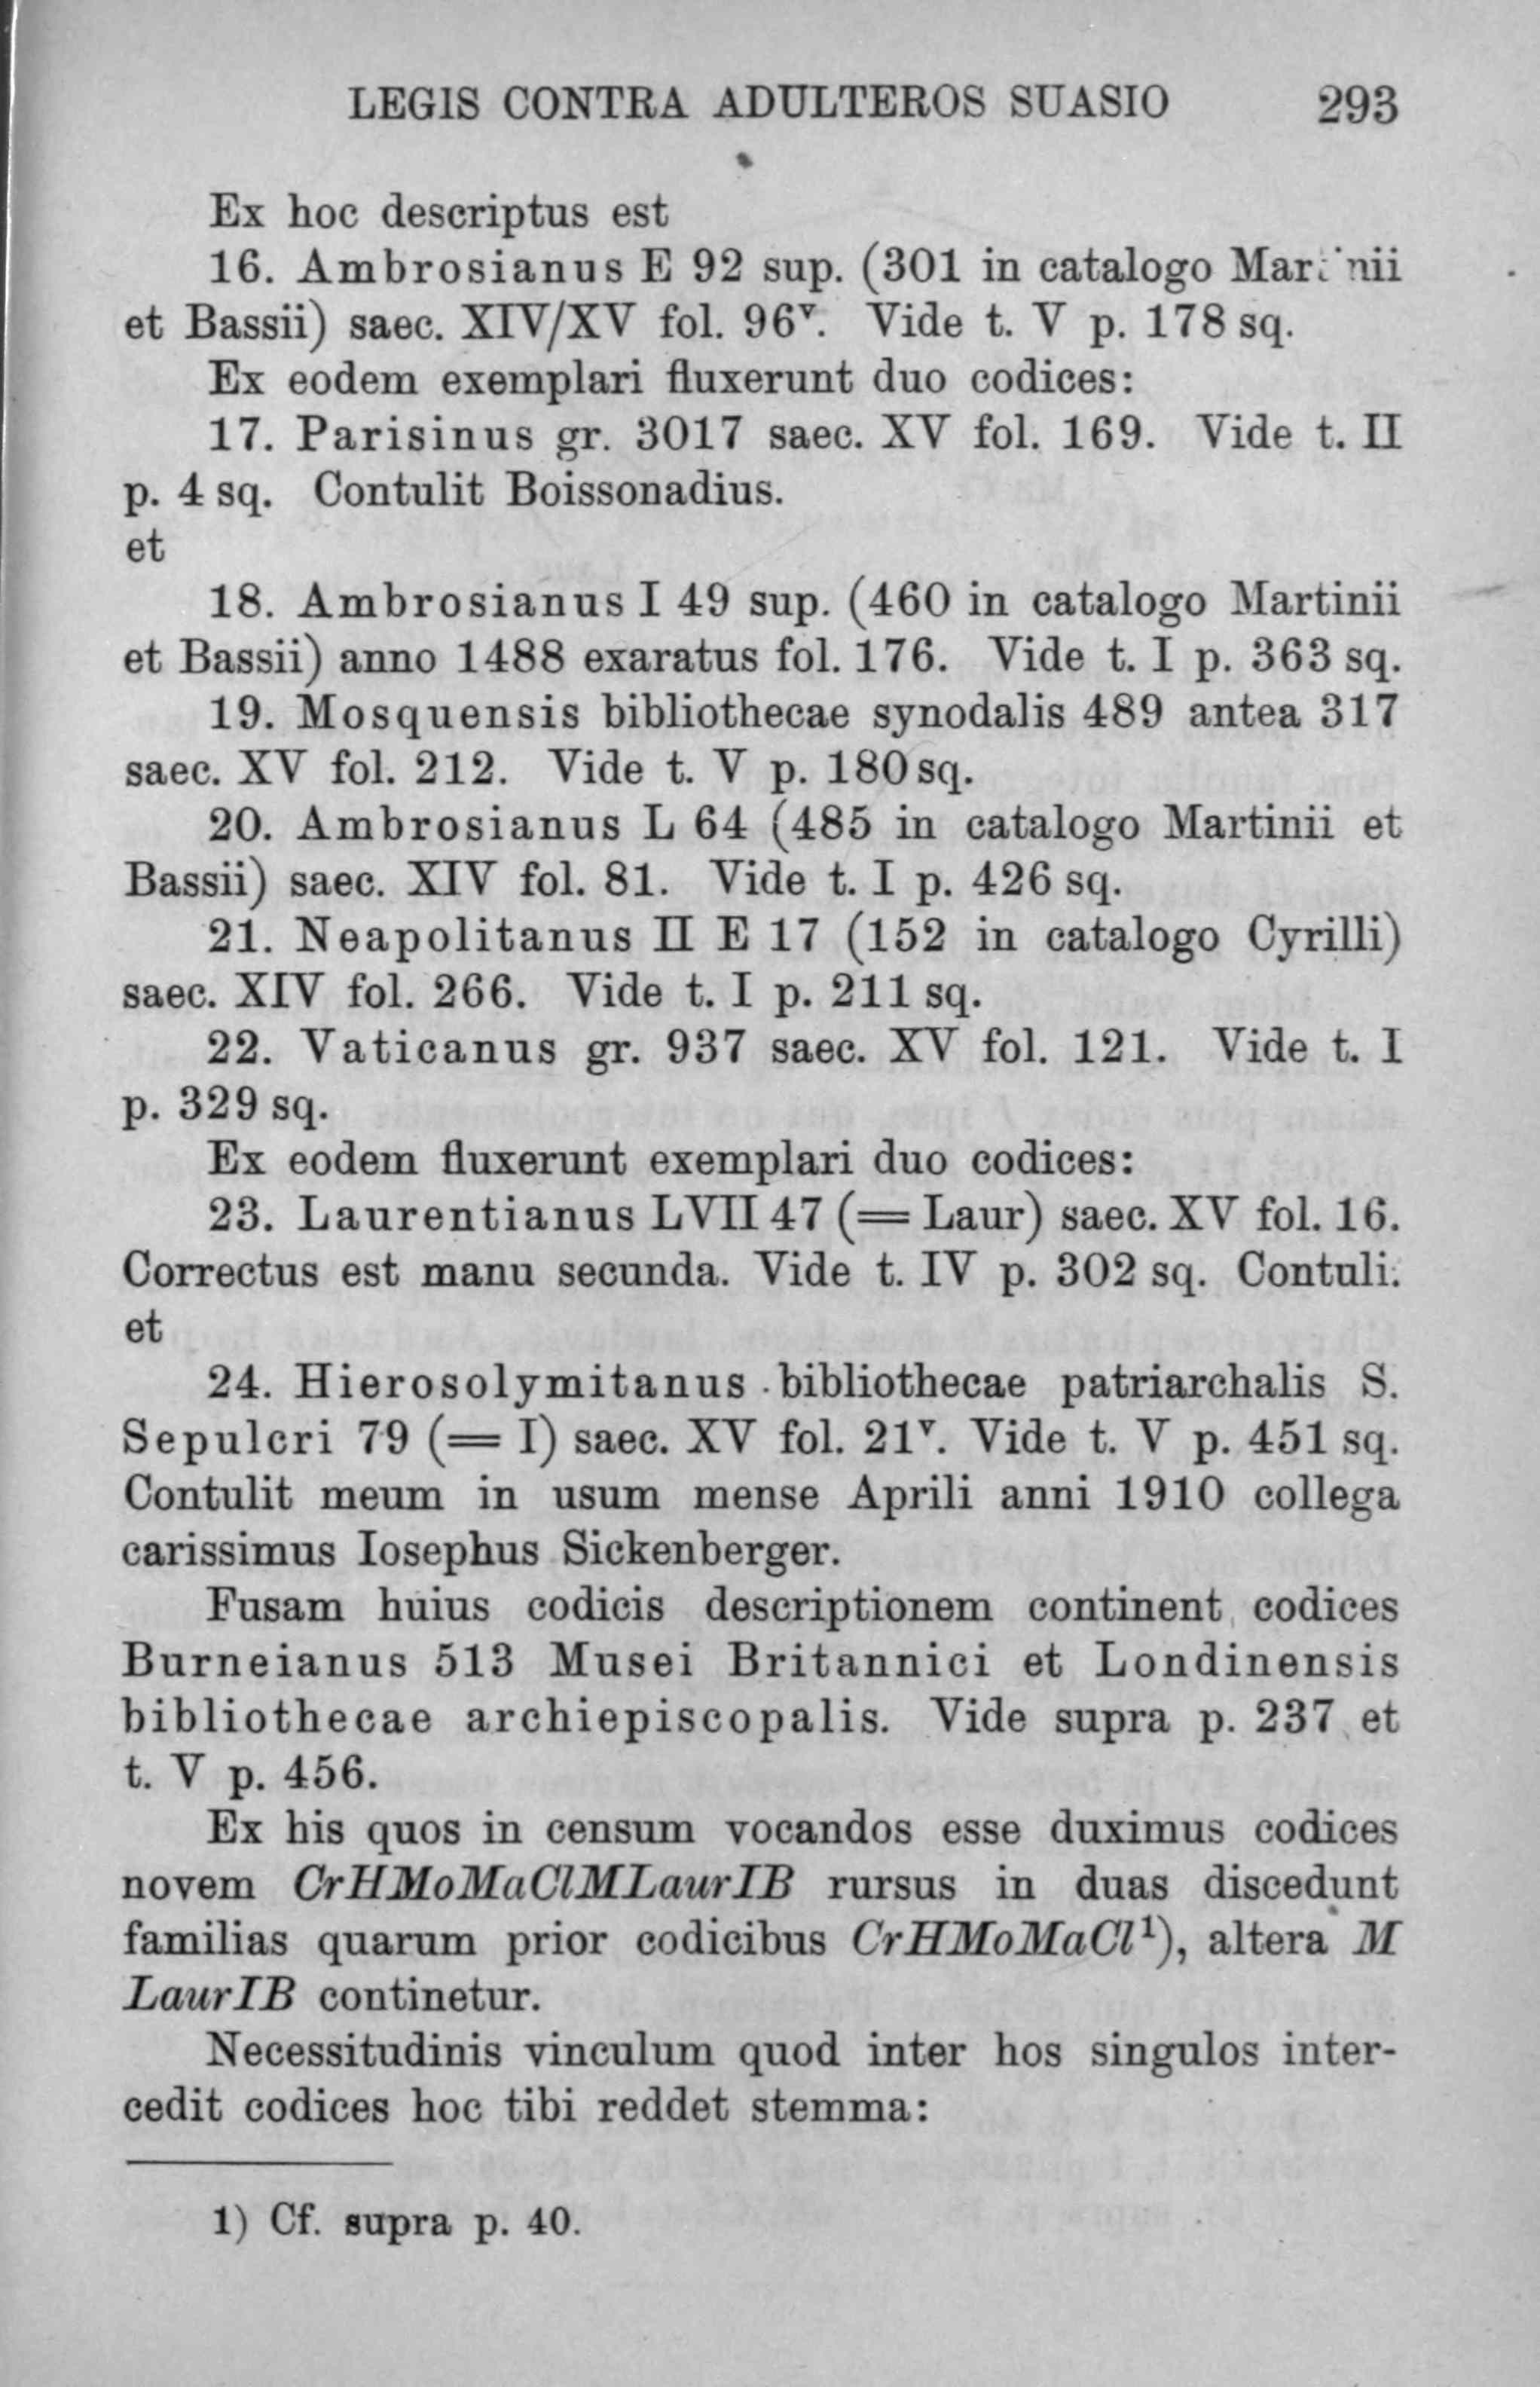 LEGIS CONTRA ADULTEROS SUASIO 293
Ex hoc descriptus est
16. Ambrosianus E 92 sup. (301 in catalogo Martinii
et Bassii) saec. XIV/XV fol. 96ᵛ. Vide t. V p. 178 sq.
Ex eodem exemplari fluxerunt duo codices:
17. Parisinus gr. 3017 saec. XV fol. 169. Vide t. II
p. 4 sq. Contulit Boissonadius.
et
18. Ambrosianus I 49 sup. (460 in catalogo Martinii
et Bassii) anno 1488 exaratus fol. 176. Vide t. I p. 363 sq.
19. Mosquensis bibliothecae synodalis 489 antea 317
saec. XV fol. 212. Vide t. V p. 180 sq.
20. Ambrosianus L 64 (485 in catalogo Martinii et
Bassii) saec. XIV fol. 81. Vide t. I p. 426 sq.
21. Neapolitanus II E 17 (152 in catalogo Cyrilli)
saec. XIV fol. 266. Vide t. I p. 211 sq.
22. Vaticanus gr. 937 saec. XV fol. 121. Vide t. I
p. 329 sq.
Ex eodem fluxerunt exemplari duo codices:
23. Laurentianus LVII 47 (= Laur) saec. XV fol. 16.
Correctus est manu secunda. Vide t. IV p. 302 sq. Contuli.
et
24. Hierosolymitanus bibliothecae patriarchalis S.
Sepulcri 79 (= I) saec. XV fol. 21ᵛ. Vide t. V p. 451 sq.
Contulit meum in usum mense Aprili anni 1910 collega
carissimus Iosephus Sickenberger.
Fusam huius codicis descriptionem continent codices
Burneianus 513 Musei Britannici et Londinensis
bibliothecae archiepiscopalis. Vide supra p. 237 et
t. V p. 456.
Ex his quos in censum vocandos esse duximus codices
novem CrHMoMaClMLaurIB rursus in duas discedunt
familias quarum prior codicibus CrHMoMaCl¹), altera M
LaurIB continetur.
Necessitudinis vinculum quod inter hos singulos inter-
cedit codices hoc tibi reddet stemma:
1) Cf. supra p. 40.